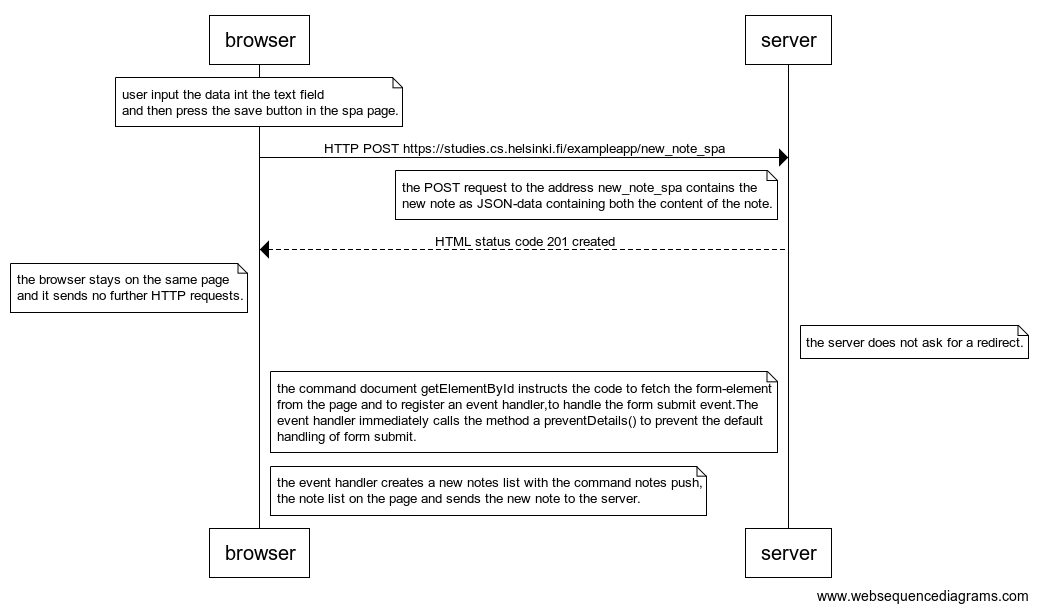 browser
server
user input the data int the text field
and then press the save button in the spa page.
HTTP POST https://studies.cs.helsinki.fi/exampleapp/new_note_spa
the POST request to the address new_note_spa contains the
new note as JSON-data containing both the content of the note.
HTML status code 201 created
the browser stays on the same page
and it sends no further HTTP requests.
the server does not ask for a redirect.
the command document getElementById instructs the code to fetch the form-element
from the page and to register an event handler,to handle the form submit event.The
event handler immediately calls the method a preventDetails() to prevent the default
handling of form submit.
the event handler creates a new notes list with the command notes push,
the note list on the page and sends the new note to the server.
browser
server
www.websequencediagrams.com